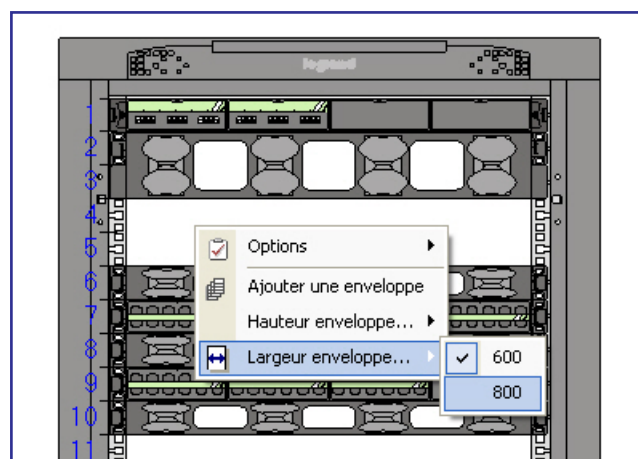 legrand
1
2
3
4
5
Options
6
Ajouter une enveloppe
7
Hauteur enveloppe...
8
Largeur enveloppe...
600
9
800
10
11